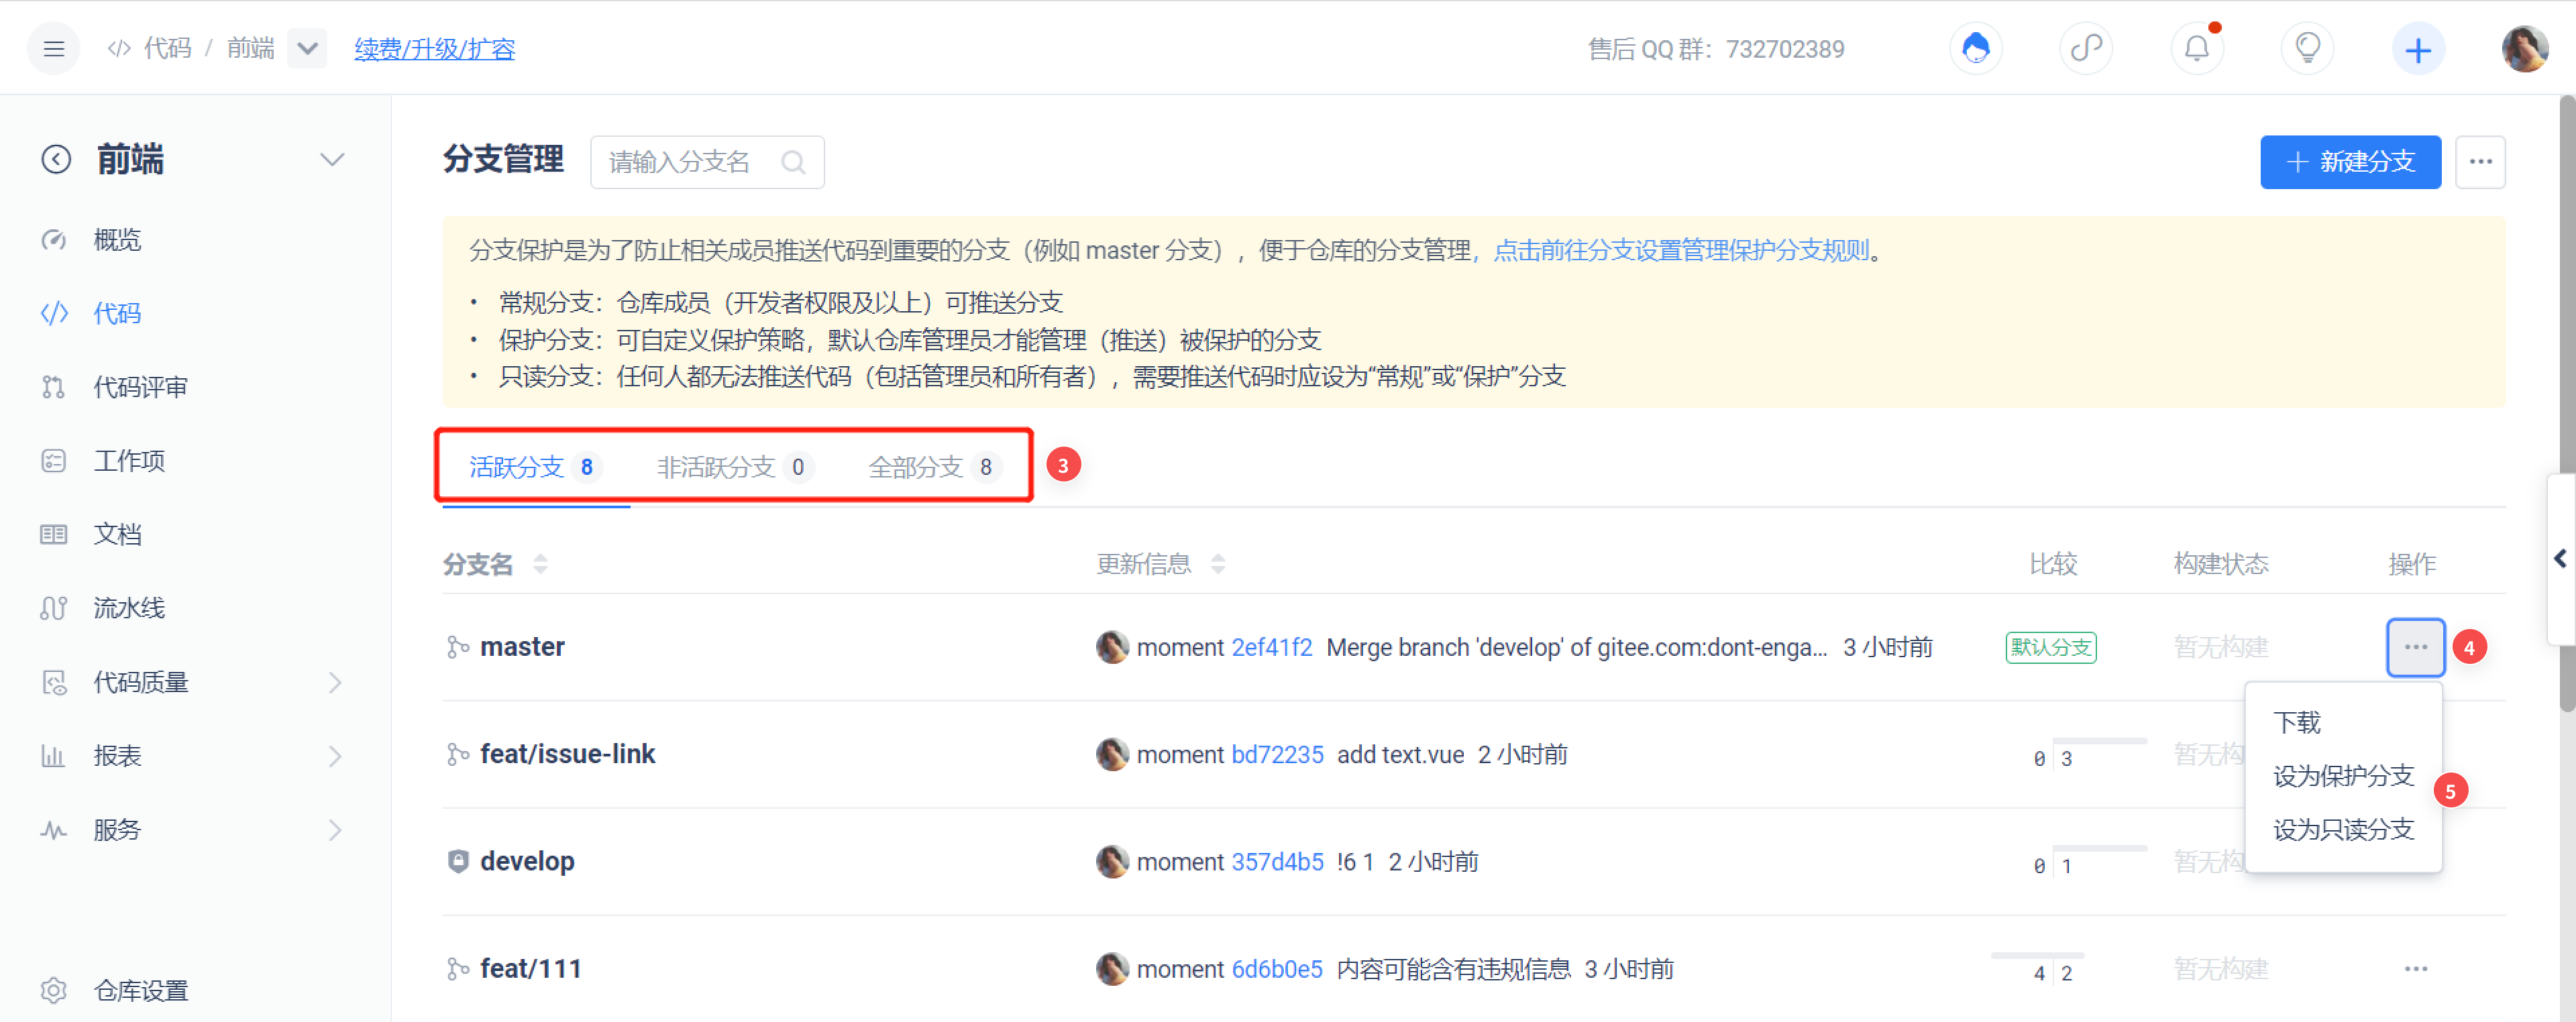 代码 / 前端 续费/升级/扩容 售后 QQ 群：732702389
前端
概览
代码
代码评审
工作项
文档
流水线
代码质量
报表
服务
仓库设置
分支管理 请输入分支名 新建分支
分支保护是为了防止相关成员推送代码到重要的分支（例如 master 分支），便于仓库的分支管理，点击前往分支设置管理保护分支规则。
• 常规分支：仓库成员（开发者权限及以上）可推送分支
• 保护分支：可自定义保护策略，默认仓库管理员才能管理（推送）被保护的分支
• 只读分支：任何人都无法推送代码（包括管理员和所有者），需要推送代码时应设为“常规”或“保护”分支
活跃分支 8 非活跃分支 0 全部分支 8 3
分支名 更新信息 比较 构建状态 操作
master moment 2ef41f2 Merge branch 'develop' of gitee.com:dont-enga... 3 小时前 默认分支 暂无构建 ... 4
下载
设为保护分支 5
设为只读分支
feat/issue-link moment bd72235 add text.vue 2 小时前 0 3 暂无构
develop moment 357d4b5 !6 1 2 小时前 0 1 暂无构
feat/111 moment 6d6b0e5 内容可能含有违规信息 3 小时前 4 2 暂无构建 ...